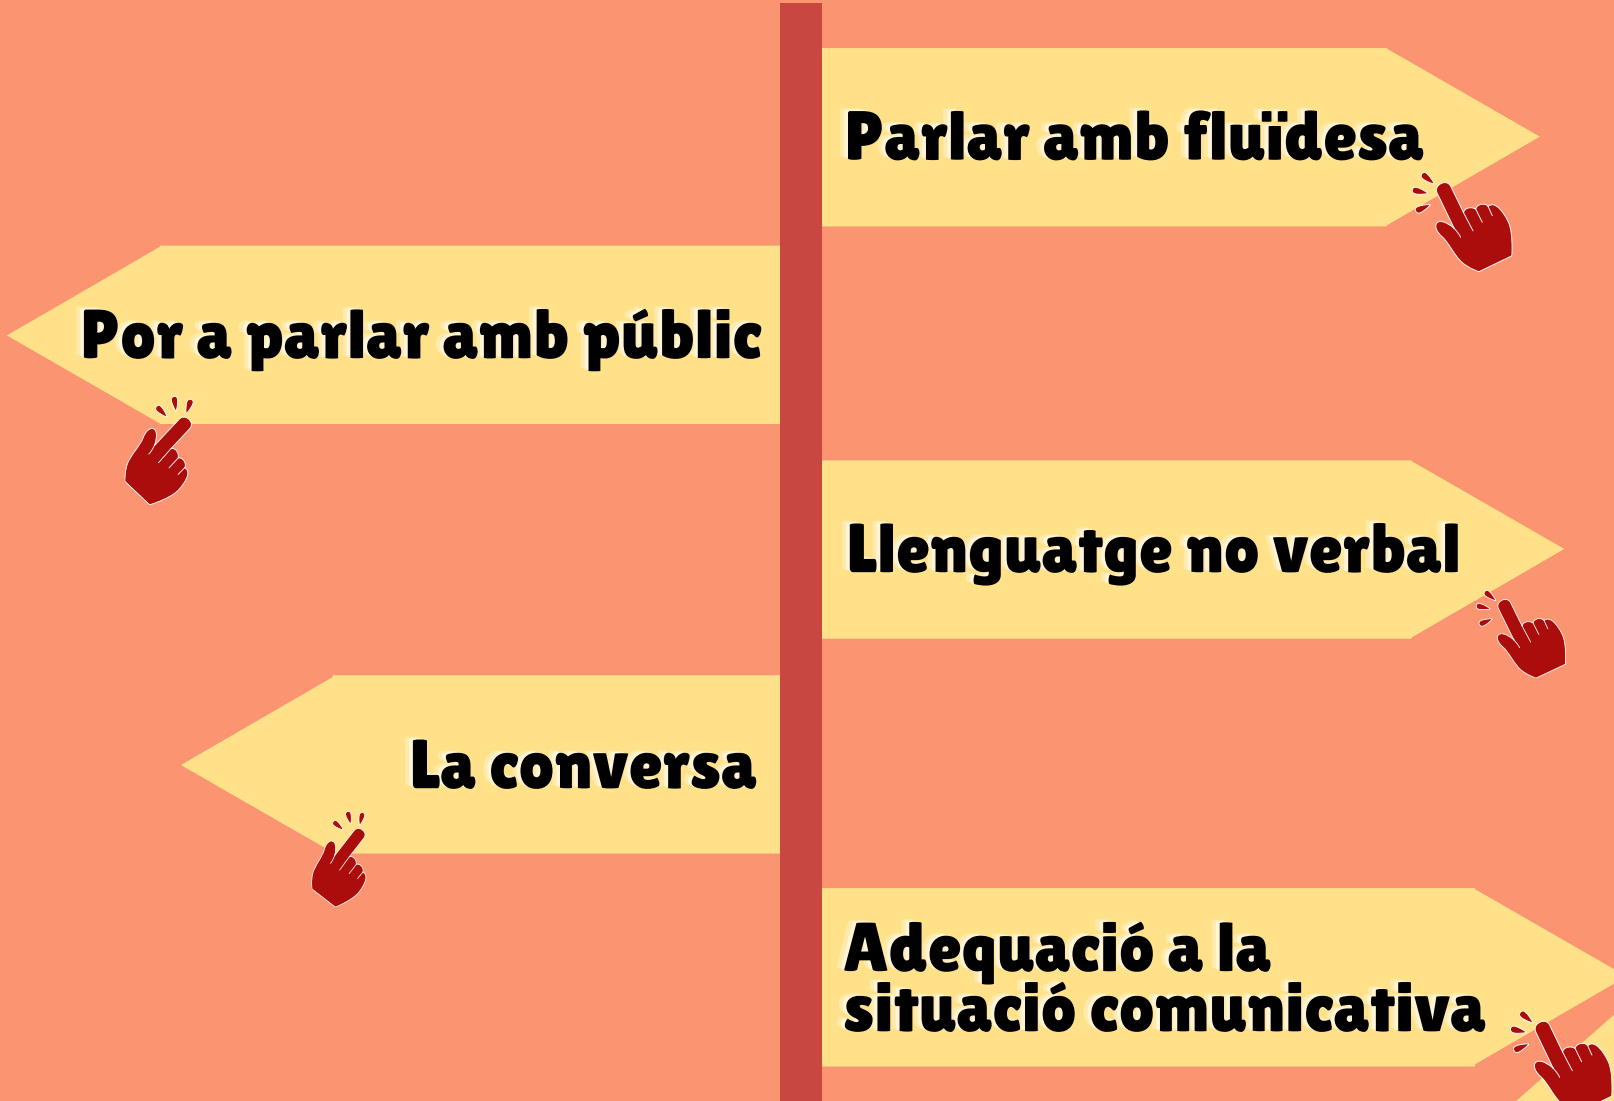 Parlar amb fluïdesa
Por a parlar amb públic
Llenguatge no verbal
La conversa
Adequació a la
situació comunicativa